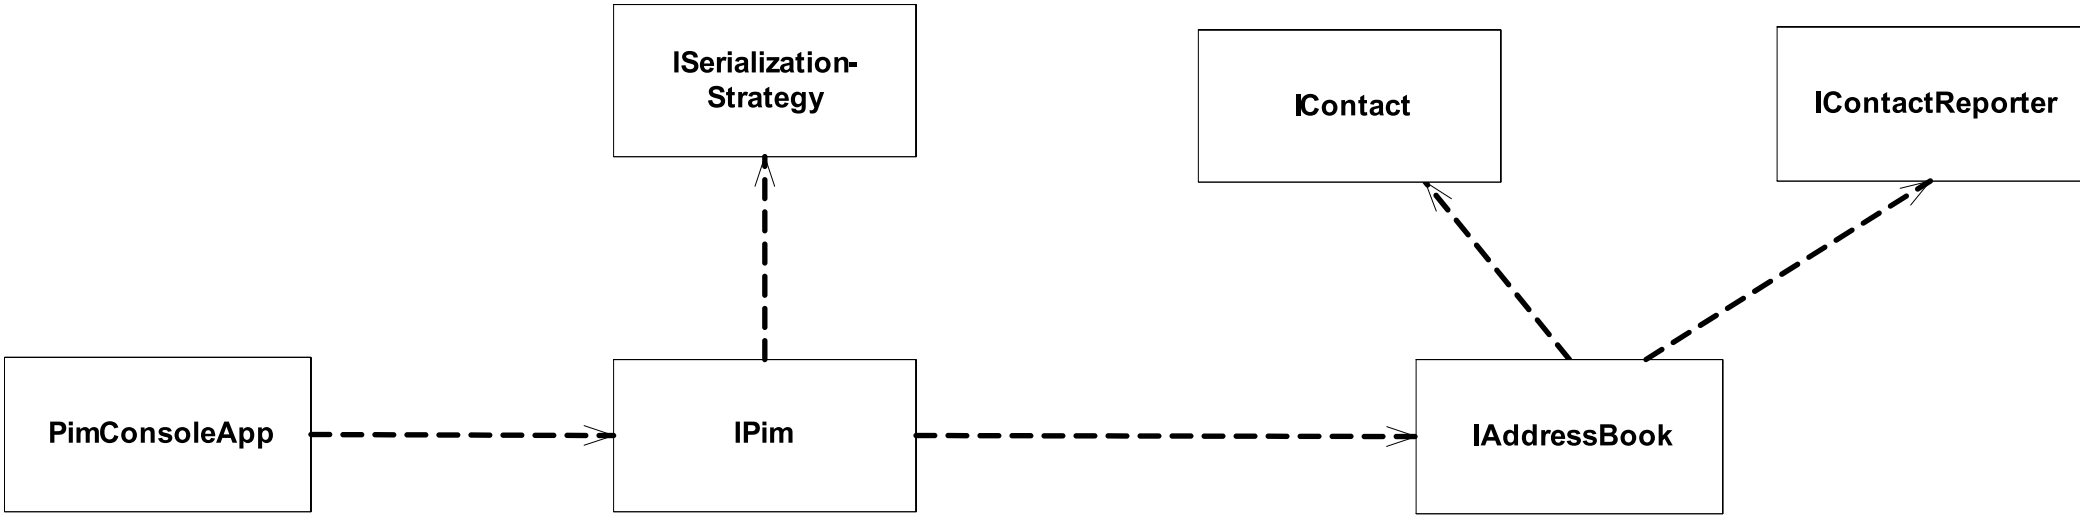 ISerialization-
Strategy
IContact
IContactReporter
PimConsoleApp
IPim
IAddressBook